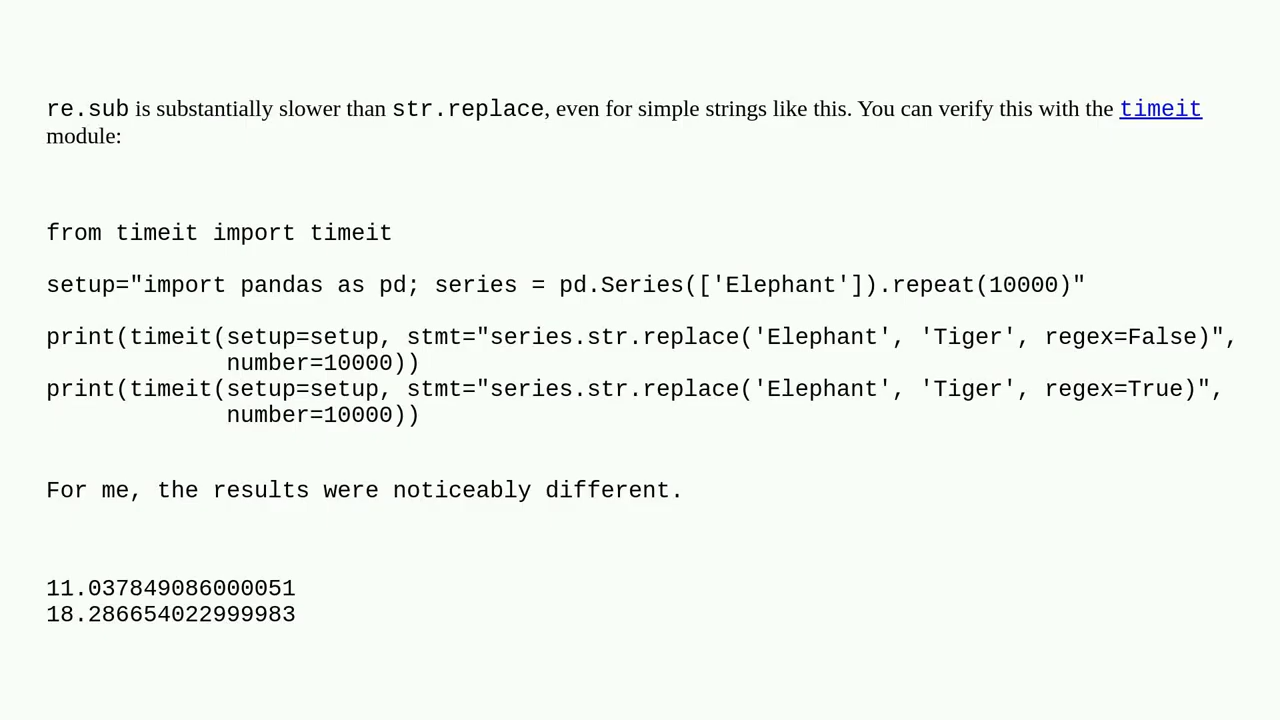 re.sub is substantially slower than str.replace, even for simple strings like this. You can verify this with the timeit
module:
from timeit import timeit
setup="import pandas as pd; series = pd.Series(['Elephant']).repeat(10000)"
print(timeit(setup=setup, stmt="series.str.replace('Elephant', 'Tiger', regex=False)",
             number=10000))
print(timeit(setup=setup, stmt="series.str.replace('Elephant', 'Tiger', regex=True)",
             number=10000))
For me, the results were noticeably different.
11.037849086000051
18.286654022999983